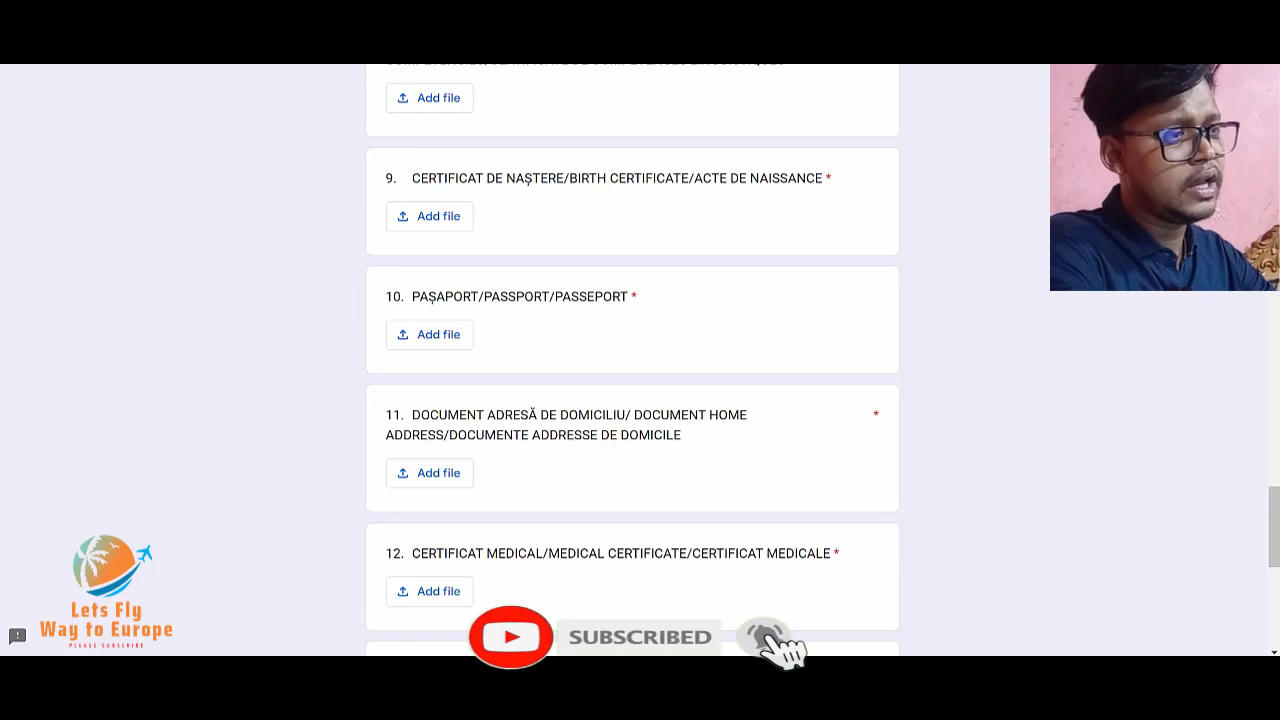 Add file
9. CERTIFICAT DE NAȘTERE/BIRTH CERTIFICATE/ACTE DE NAISSANCE *
Add file
10. PAȘAPORT/PASSPORT/PASSEPORT *
Add file
11. DOCUMENT ADRESĂ DE DOMICILIU/ DOCUMENT HOME *
ADDRESS/DOCUMENTE ADDRESSE DE DOMICILE
Add file
12. CERTIFICAT MEDICAL/MEDICAL CERTIFICATE/CERTIFICAT MEDICALE *
Add file
Lets Fly
Way to Europe
PLEASE SUBSCRIBE
SUBSCRIBED